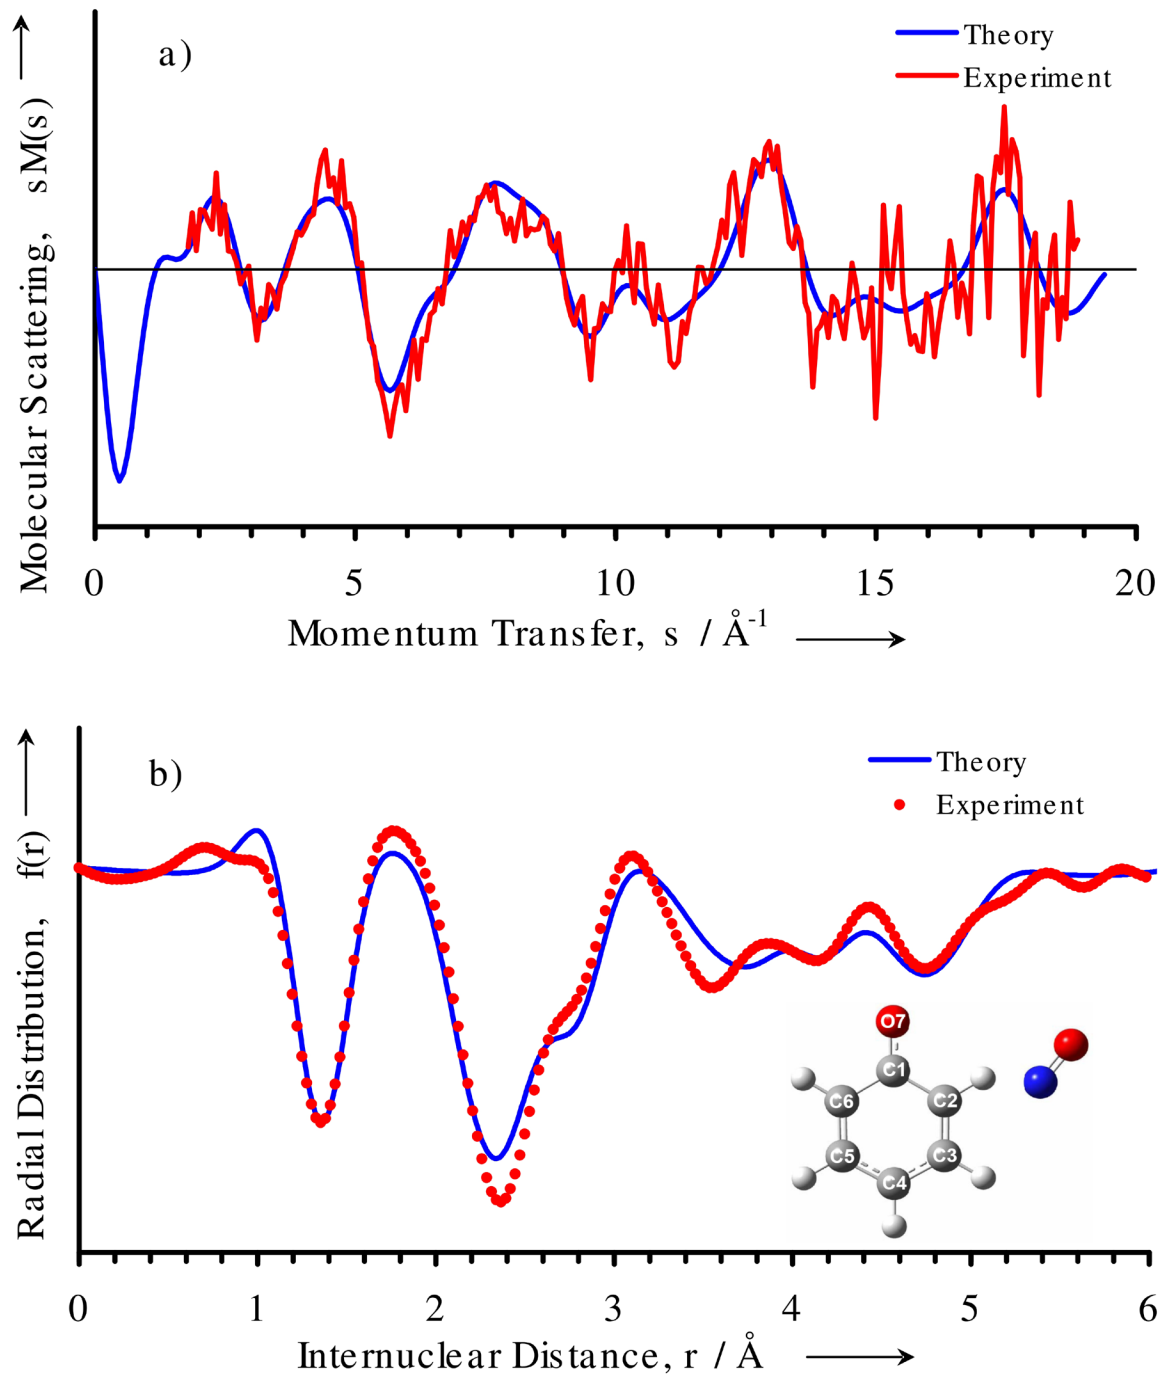 a)
Theory
Experiment
Molecular Scattering, sM(s)
0 5 10 15 20
Momentum Transfer, s / Å-1
b)
Theory
Experiment
Radial Distribution, f(r)
O7
C1
C6 C2
C5 C3
C4
0 1 2 3 4 5 6
Internuclear Distance, r / Å